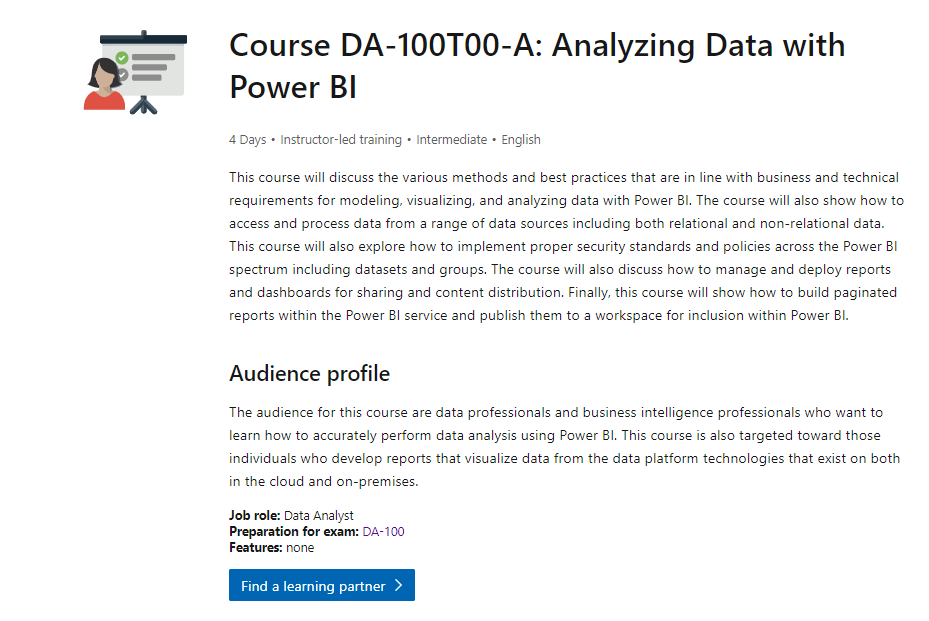 Course DA-100T00-A: Analyzing Data with
Power BI
4 Days • Instructor-led training • Intermediate • English
This course will discuss the various methods and best practices that are in line with business and technical
requirements for modeling, visualizing, and analyzing data with Power BI. The course will also show how to
access and process data from a range of data sources including both relational and non-relational data.
This course will also explore how to implement proper security standards and policies across the Power BI
spectrum including datasets and groups. The course will also discuss how to manage and deploy reports
and dashboards for sharing and content distribution. Finally, this course will show how to build paginated
reports within the Power BI service and publish them to a workspace for inclusion within Power BI.
Audience profile
The audience for this course are data professionals and business intelligence professionals who want to
learn how to accurately perform data analysis using Power BI. This course is also targeted toward those
individuals who develop reports that visualize data from the data platform technologies that exist on both
in the cloud and on-premises.
Job role: Data Analyst
Preparation for exam: DA-100
Features: none
Find a learning partner